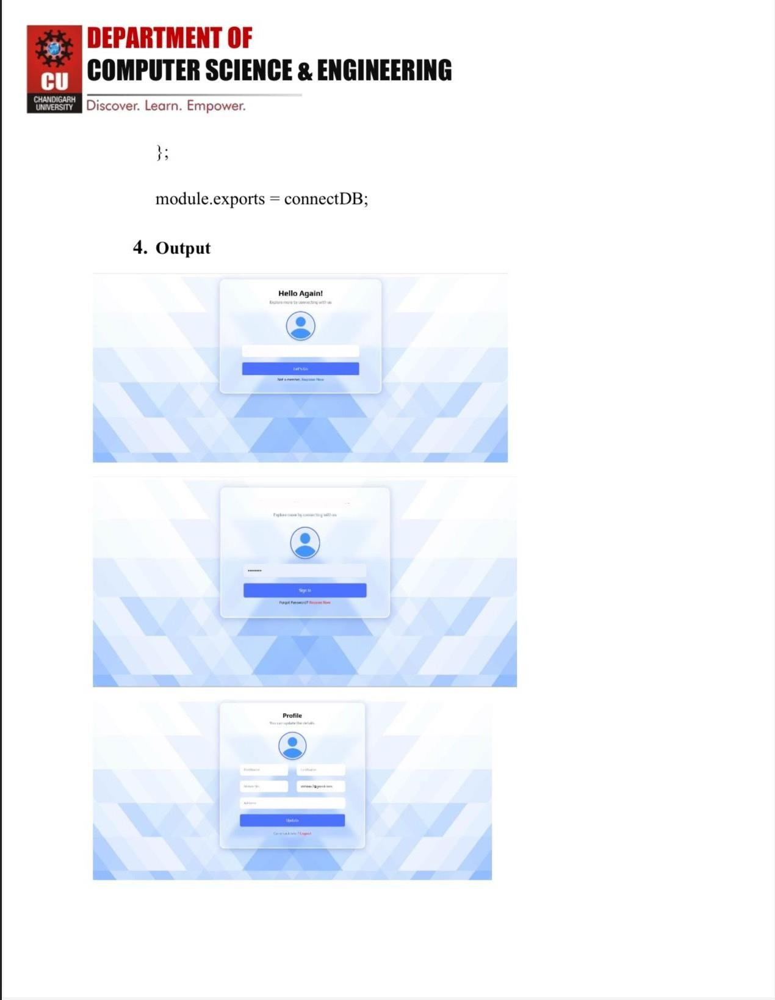 DEPARTMENT OF
COMPUTER SCIENCE & ENGINEERING
CU
CHANDIGARH
UNIVERSITY
Discover. Learn. Empower.
};
module.exports = connectDB;
4. Output
Hello Again!
Explore more by connecting with us
Let's Go
Not a member, Register Now
Explore more by connecting with us
Sign In
Forgot Password? Recover Now
Profile
You can update the details.
FirstName LastName
Mobile No.
Address
Update
Come back later? Logout